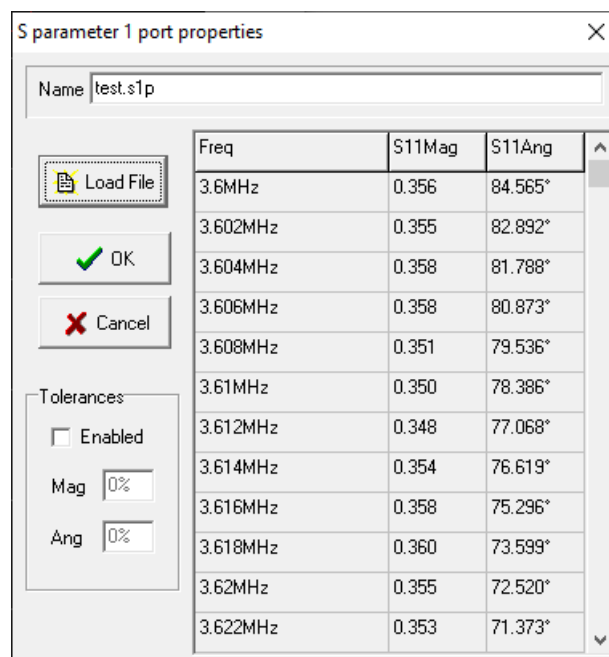 S parameter 1 port properties
Name test.s1p
Load File
OK
Cancel
Tolerances
Enabled
Mag 0%
Ang 0%
Freq S11Mag S11Ang
3.6MHz 0.356 84.565°
3.602MHz 0.355 82.892°
3.604MHz 0.358 81.788°
3.606MHz 0.358 80.873°
3.608MHz 0.351 79.536°
3.61MHz 0.350 78.386°
3.612MHz 0.348 77.068°
3.614MHz 0.354 76.619°
3.616MHz 0.358 75.296°
3.618MHz 0.360 73.599°
3.62MHz 0.355 72.520°
3.622MHz 0.353 71.373°